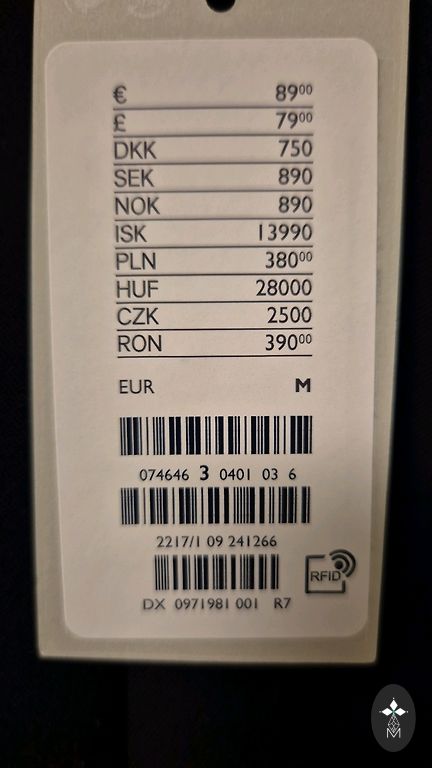 € 89⁰⁰
£ 79⁰⁰
DKK 750
SEK 890
NOK 890
ISK 13990
PLN 380⁰⁰
HUF 28000
CZK 2500
RON 390⁰⁰
EUR M
074646 3 0401 03 6
2217/1 09 241266
RFID
DX 0971981 001 R7
M